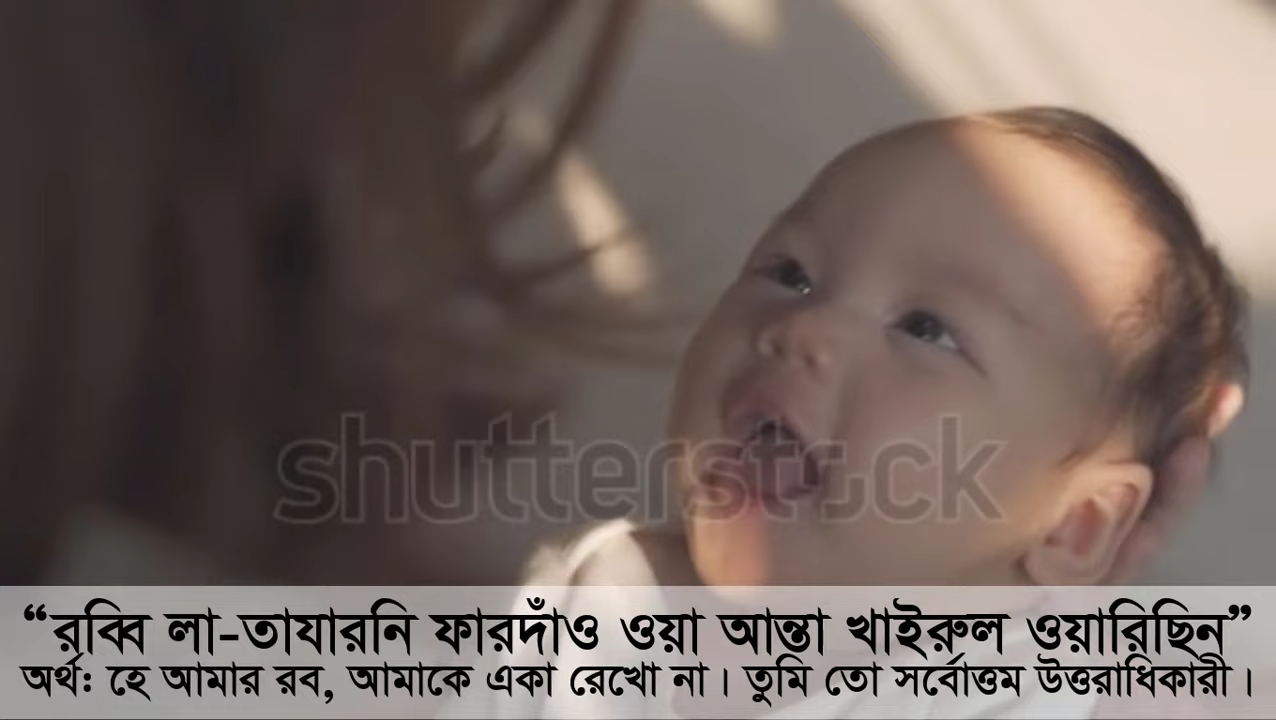 shutterstock
“রব্বি লা-তাযারনি ফারদাঁও ওয়া আন্তা খাইরুল ওয়ারিছিন”
অর্থ: হে আমার রব, আমাকে একা রেখো না। তুমি তো সর্বোত্তম উত্তরাধিকারী।